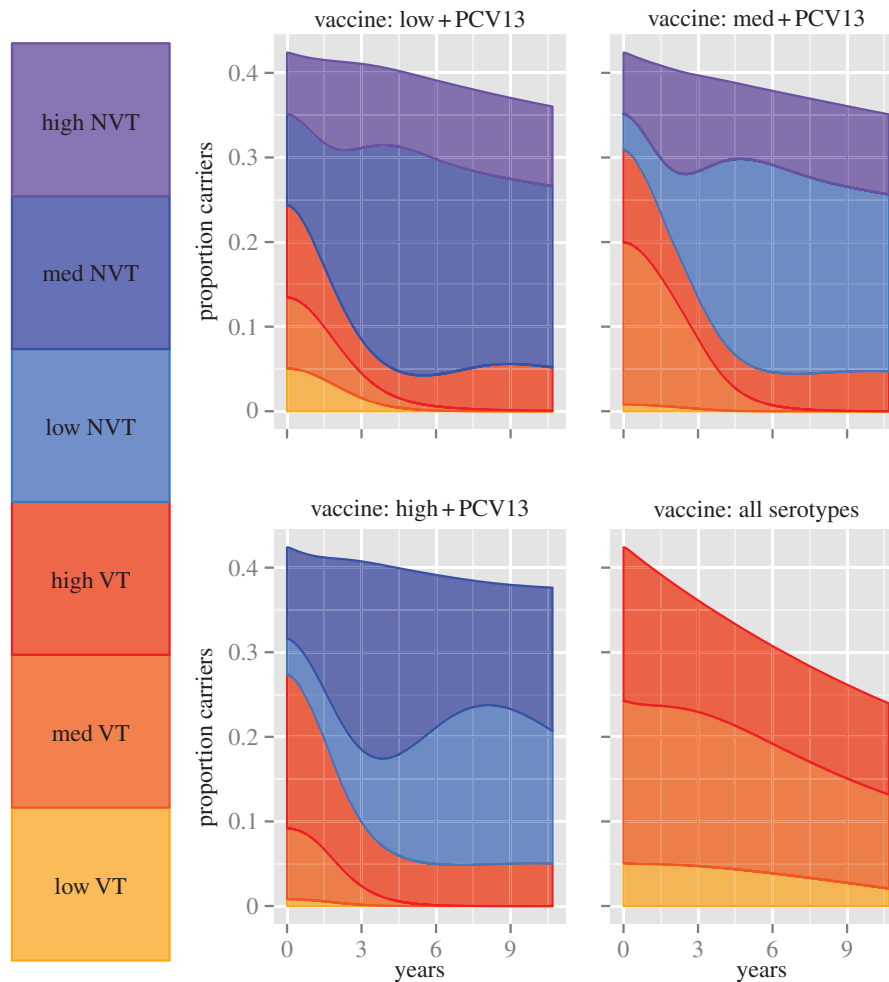 high NVT
med NVT
low NVT
high VT
med VT
low VT
vaccine: low + PCV13
vaccine: med + PCV13
proportion carriers
0.4
0.3
0.2
0.1
0
vaccine: high + PCV13
vaccine: all serotypes
proportion carriers
0.4
0.3
0.2
0.1
0
0 3 6 9
0 3 6 9
years
years